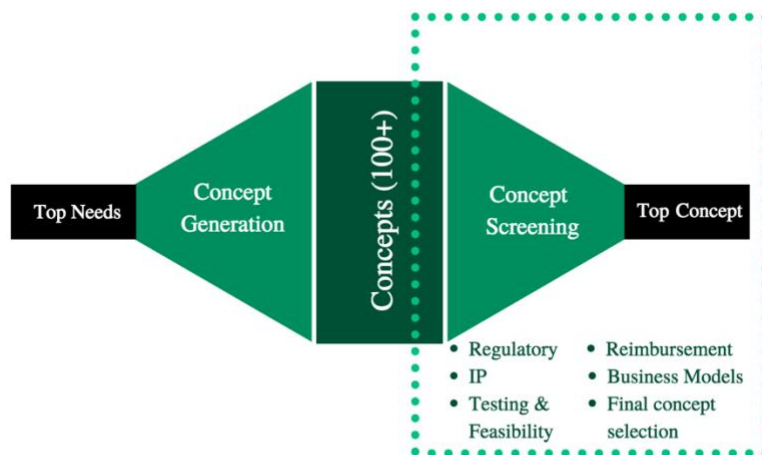 Top Needs
Concept
Generation
Concepts (100+)
Concept
Screening
Top Concept
• Regulatory
• IP
• Testing &
Feasibility
• Reimbursement
• Business Models
• Final concept
selection